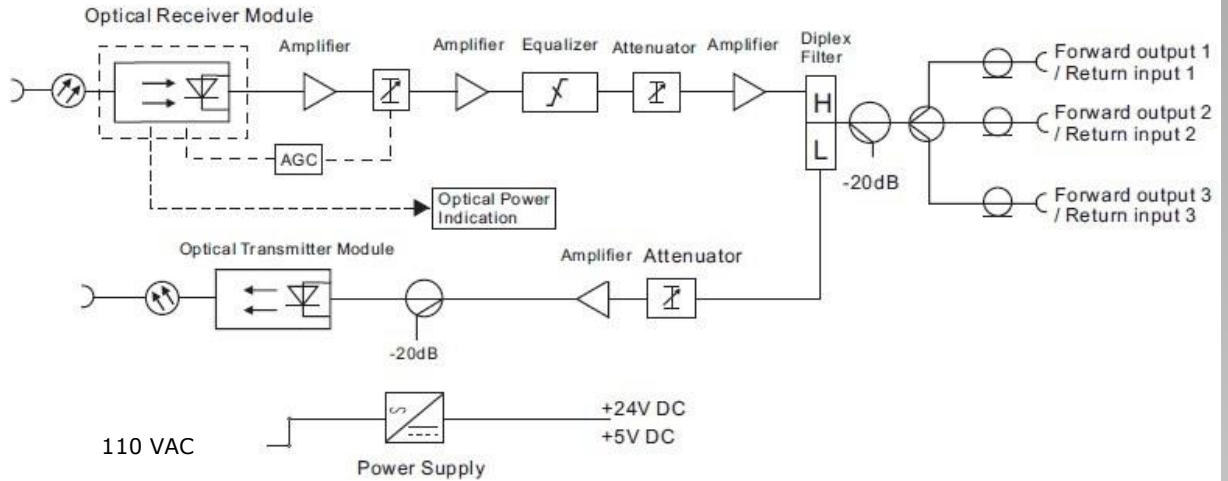 Optical Receiver Module
Amplifier
Amplifier
Equalizer
Attenuator
Amplifier
Diplex
Filter
H
L
AGC
Optical Power
Indication
-20dB
Forward output 1
/ Return input 1
Forward output 2
/ Return input 2
Forward output 3
/ Return input 3
Optical Transmitter Module
Amplifier
Attenuator
-20dB
110 VAC
+24V DC
+5V DC
Power Supply